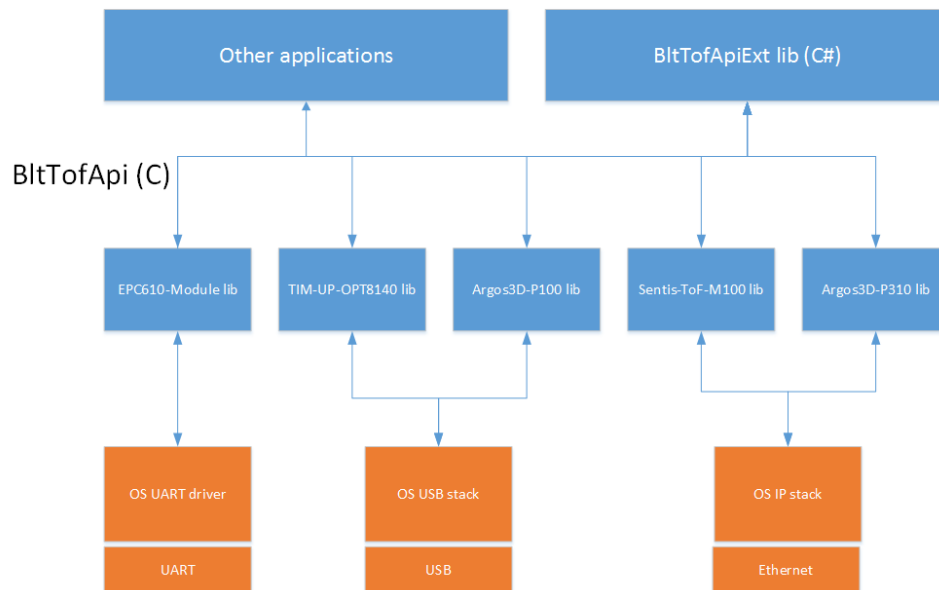 Other applications
BltTofApiExt lib (C#)
BltTofApi (C)
EPC610-Module lib
TIM-UP-OPT8140 lib
Argos3D-P100 lib
Sentis-ToF-M100 lib
Argos3D-P310 lib
OS UART driver
OS USB stack
OS IP stack
UART
USB
Ethernet